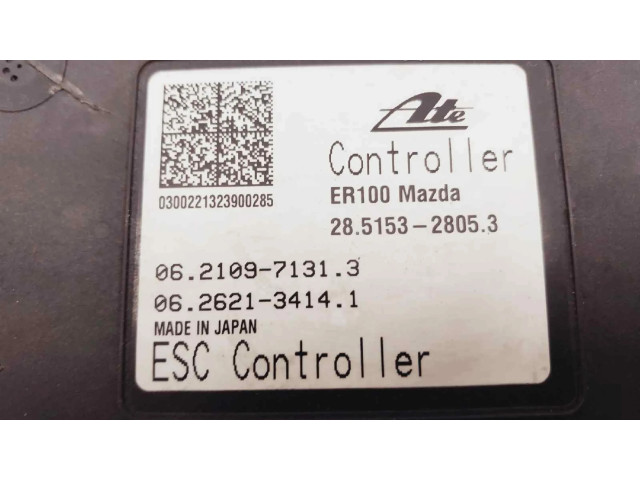 Ate
Controller
ER100 Mazda
28.5153-2805.3
0300221323900285
06.2109-7131.3
06.2621-3414.1
MADE IN JAPAN
ESC Controller